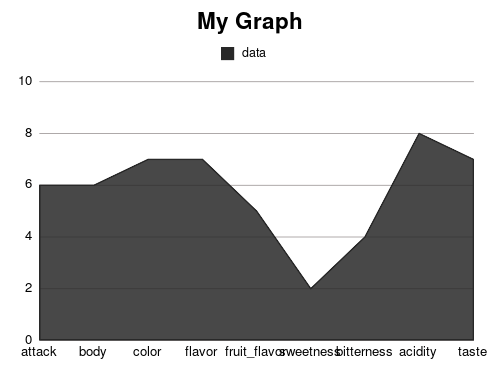 My Graph
data
10
8
6
4
2
0
attack body color flavor fruit_flavor sweetness bitterness acidity taste